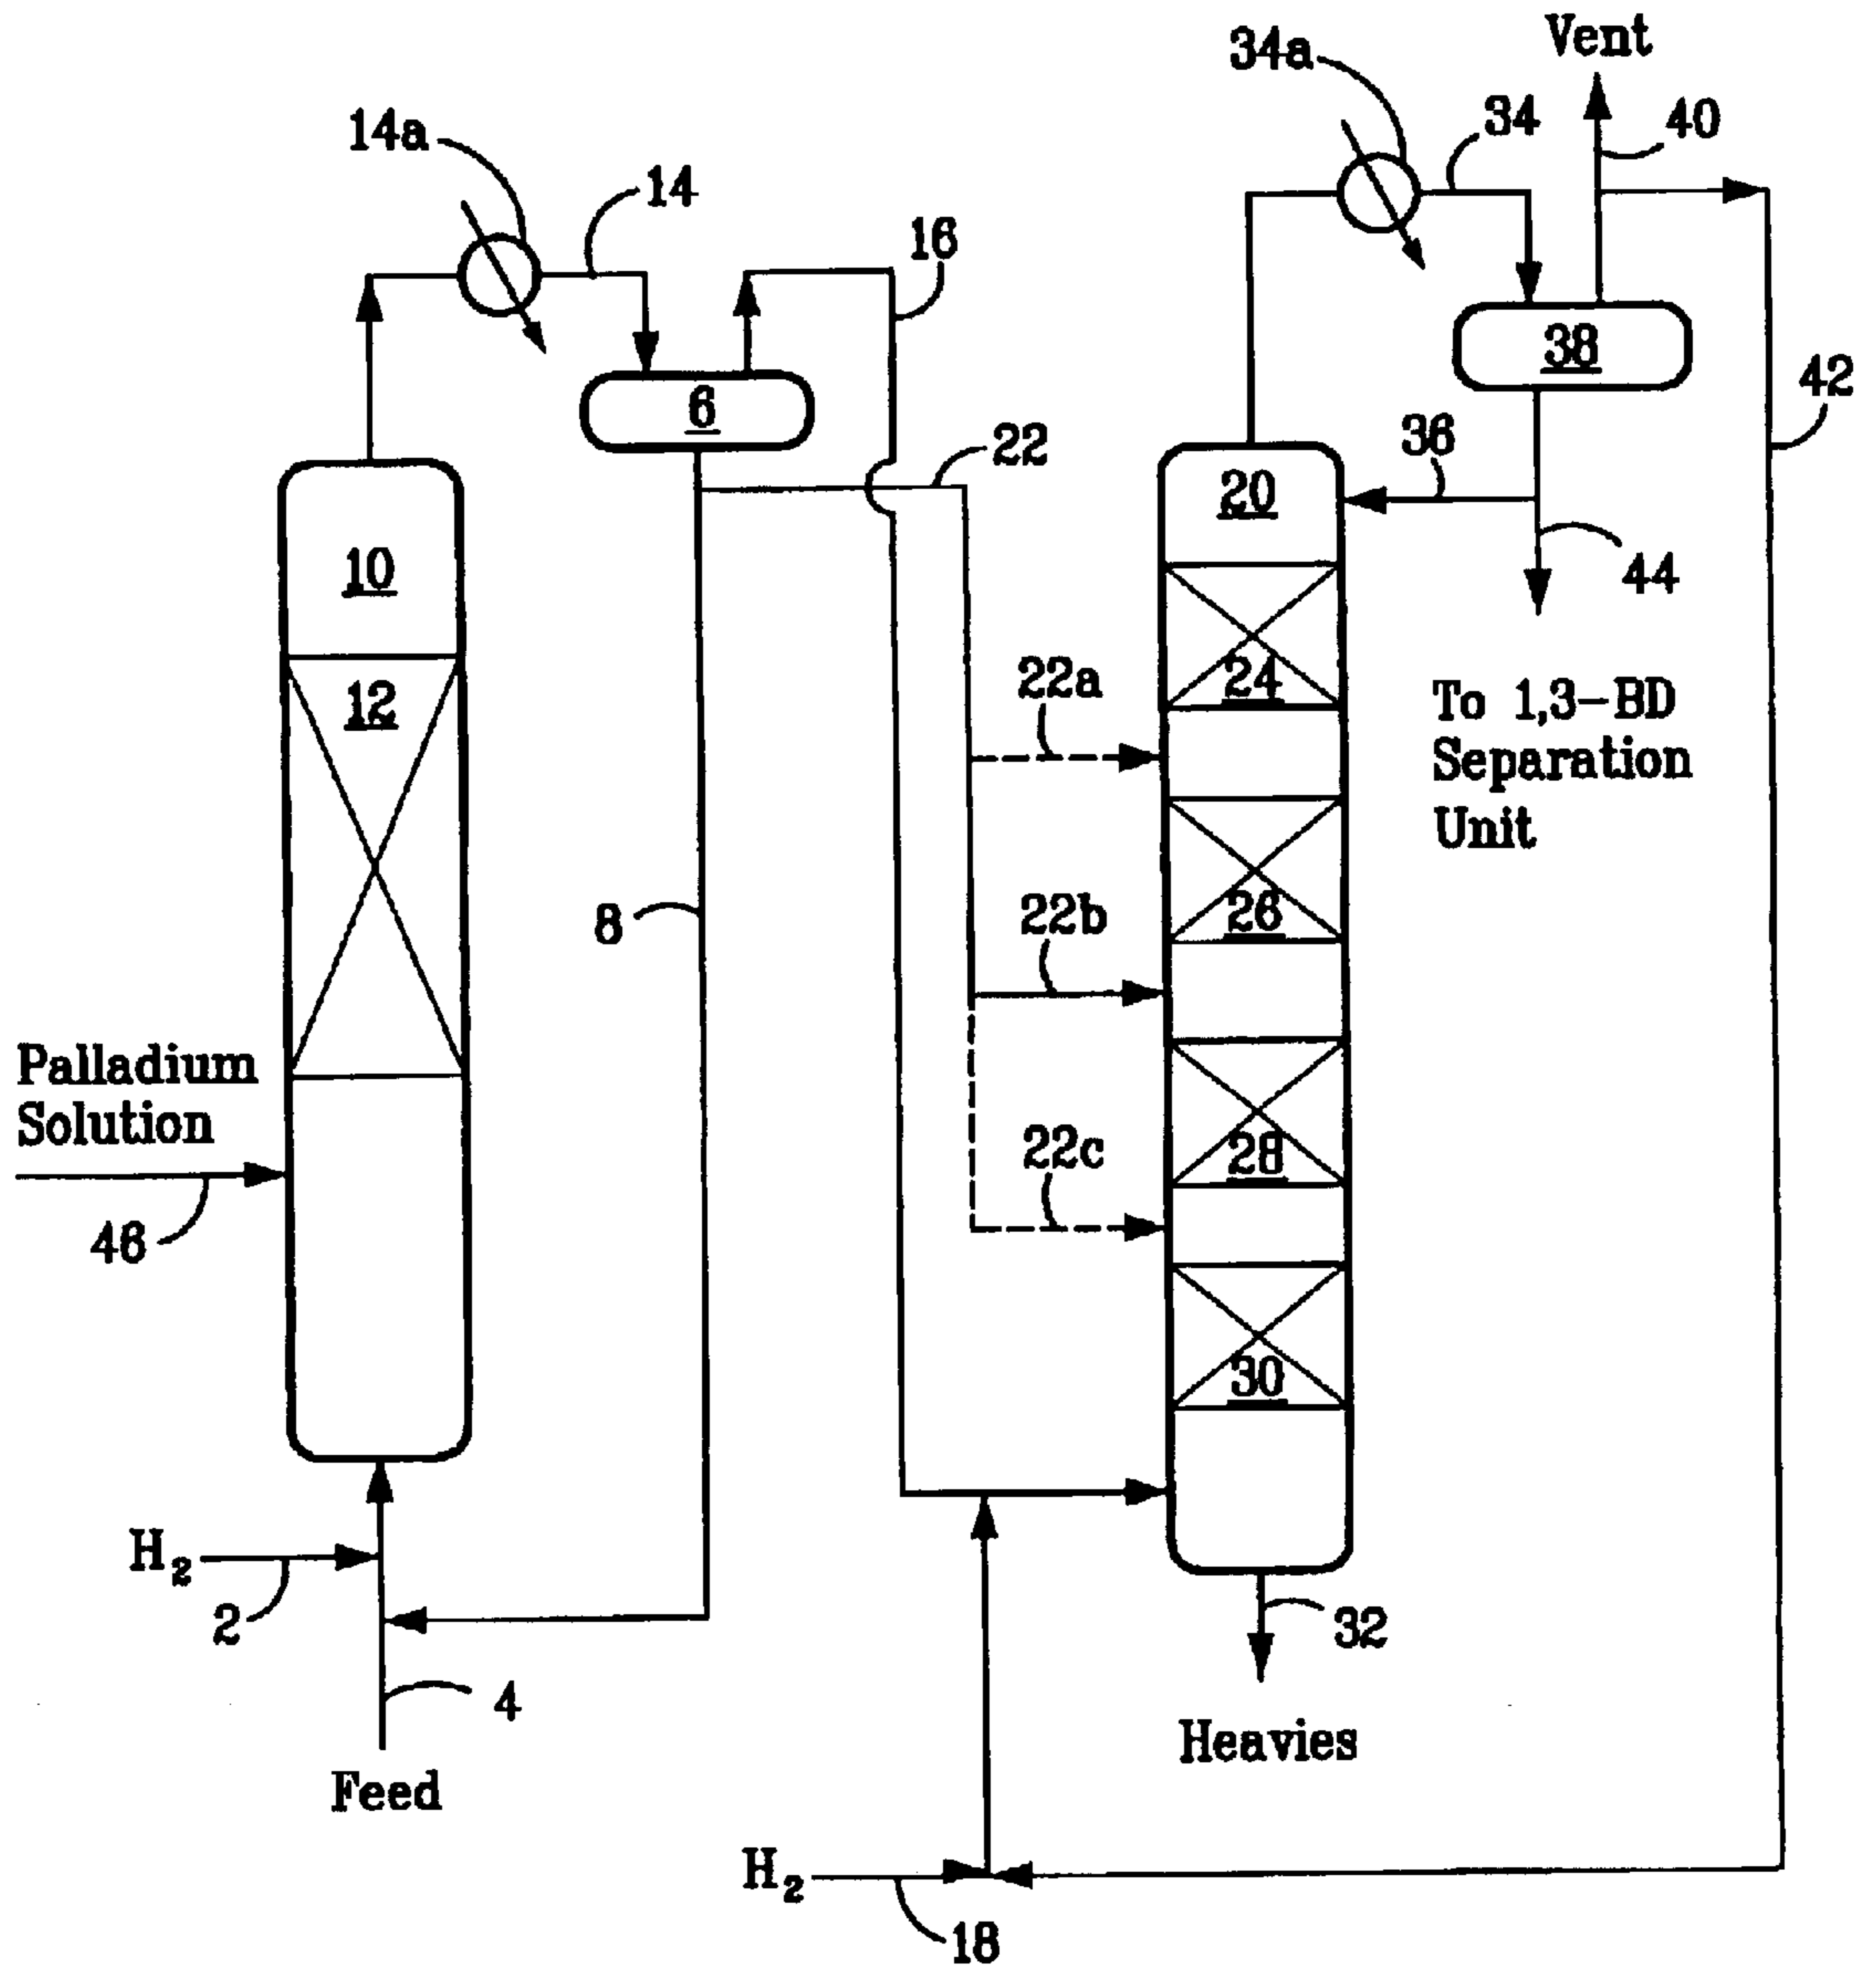 Vent
34a
34
40
14a
14
16
38
42
6
22
36
20
10
44
24
22a
12
To 1,3-BD
Separation
Unit
8
22b
26
Palladium
Solution
22c
28
46
30
H2
2
32
4
Heavies
Feed
H2
18